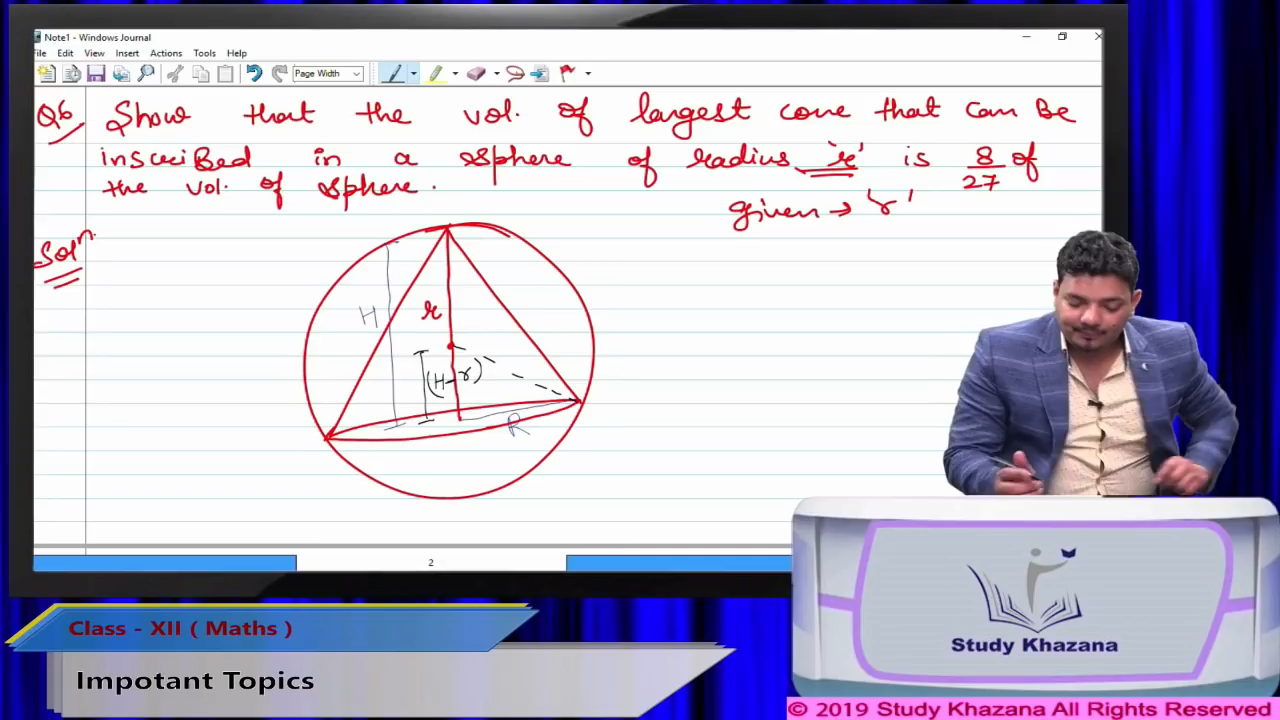 Note1 - Windows Journal
File Edit View Insert Actions Tools Help
Page Width
Q6 Show that the vol. of largest cone that can be
inscribed in a sphere of radius 'r' is 8/27 of
the vol. of sphere.
given → 'r'
Solⁿ.
H
r
(H-r)
R
2
Class - XII ( Maths )
Impotant Topics
Study Khazana
© 2019 Study Khazana All Rights Reserved